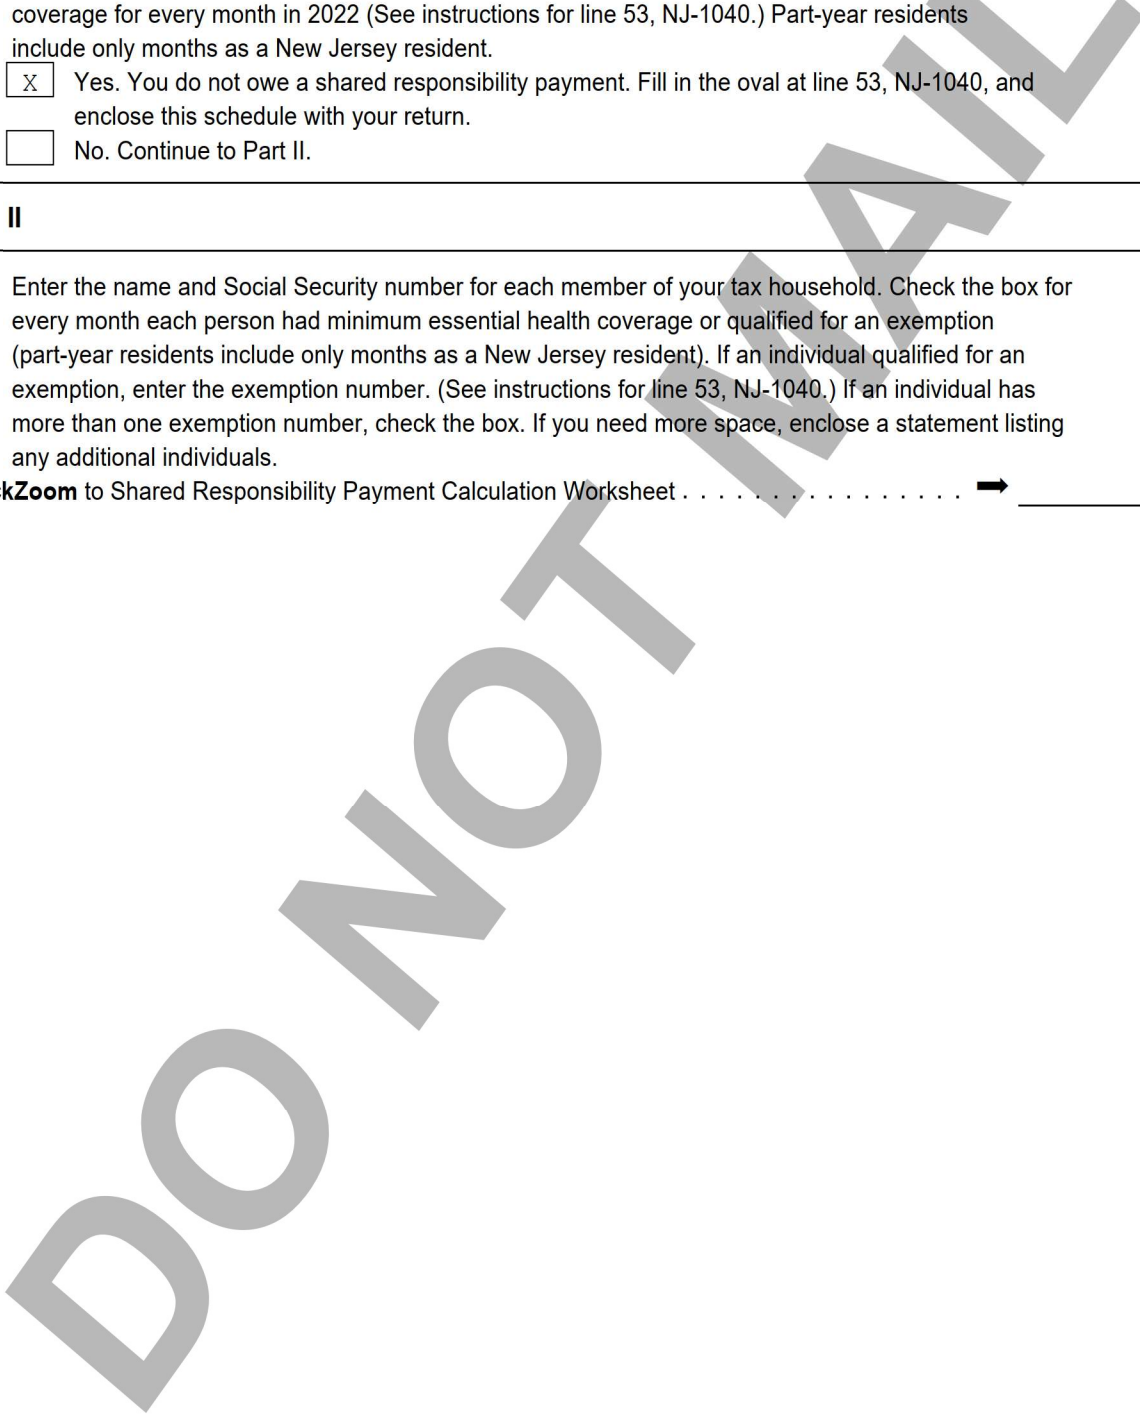 coverage for every month in 2022 (See instructions for line 53, NJ-1040.) Part-year residents
include only months as a New Jersey resident.
X Yes. You do not owe a shared responsibility payment. Fill in the oval at line 53, NJ-1040, and
enclose this schedule with your return.
No. Continue to Part II.
II
Enter the name and Social Security number for each member of your tax household. Check the box for
every month each person had minimum essential health coverage or qualified for an exemption
(part-year residents include only months as a New Jersey resident). If an individual qualified for an
exemption, enter the exemption number. (See instructions for line 53, NJ-1040.) If an individual has
more than one exemption number, check the box. If you need more space, enclose a statement listing
any additional individuals.
kZoom to Shared Responsibility Payment Calculation Worksheet . . . . . . . . . . . . . . . .
DO NOT MAIL